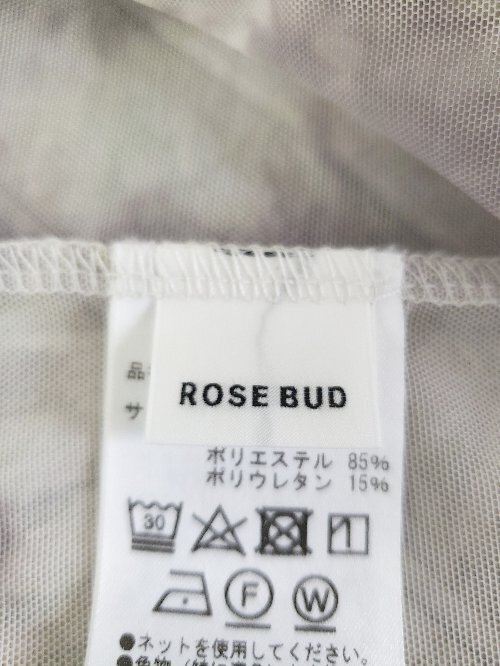 品
サ
ROSE BUD
ポリエステル 85%
ポリウレタン 15%
30
F W
●ネットを使用してください。